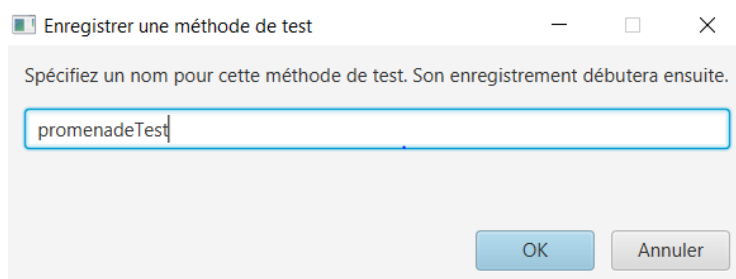 Enregistrer une méthode de test
Spécifiez un nom pour cette méthode de test. Son enregistrement débutera ensuite.
promenadeTest
OK Annuler